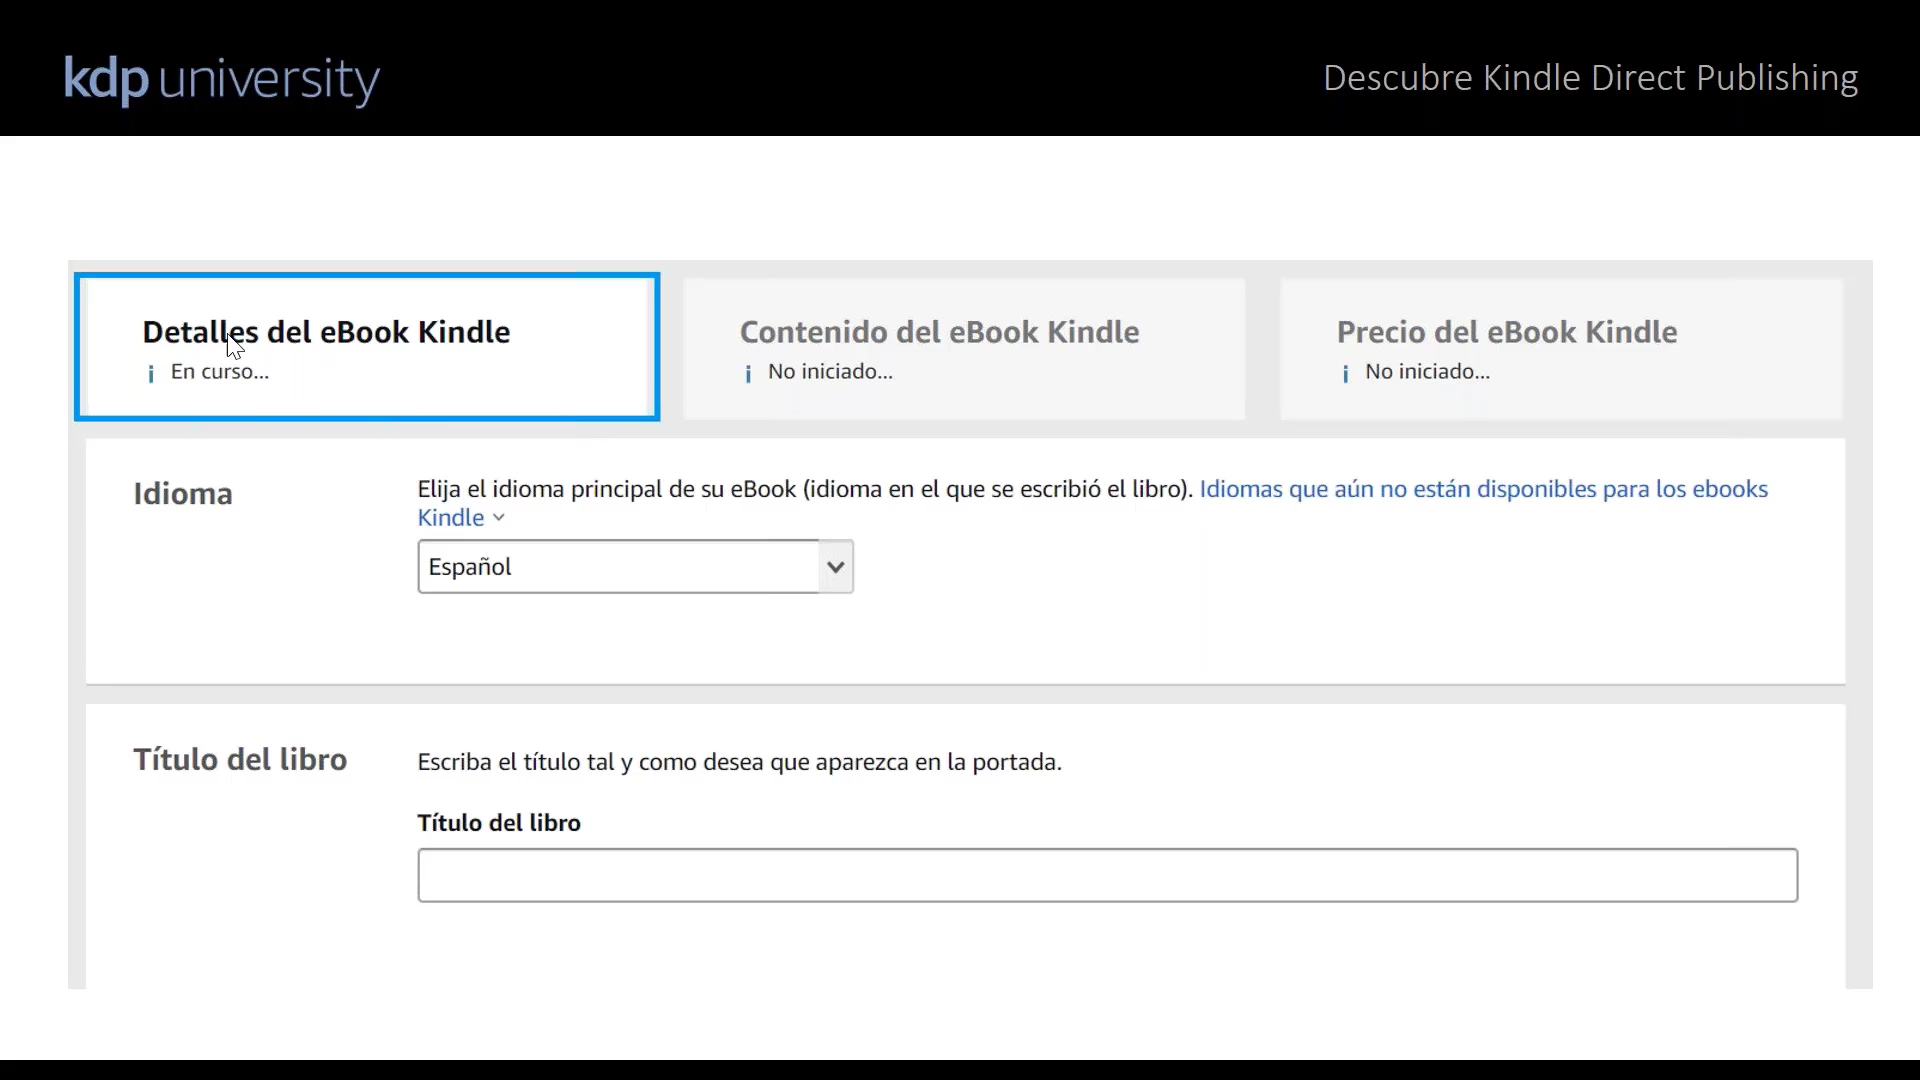 kdp university
Descubre Kindle Direct Publishing
Detalles del eBook Kindle
i En curso...
Contenido del eBook Kindle
i No iniciado...
Precio del eBook Kindle
i No iniciado...
Idioma
Elija el idioma principal de su eBook (idioma en el que se escribió el libro). Idiomas que aún no están disponibles para los ebooks
Kindle
Español
Título del libro
Escriba el título tal y como desea que aparezca en la portada.
Título del libro